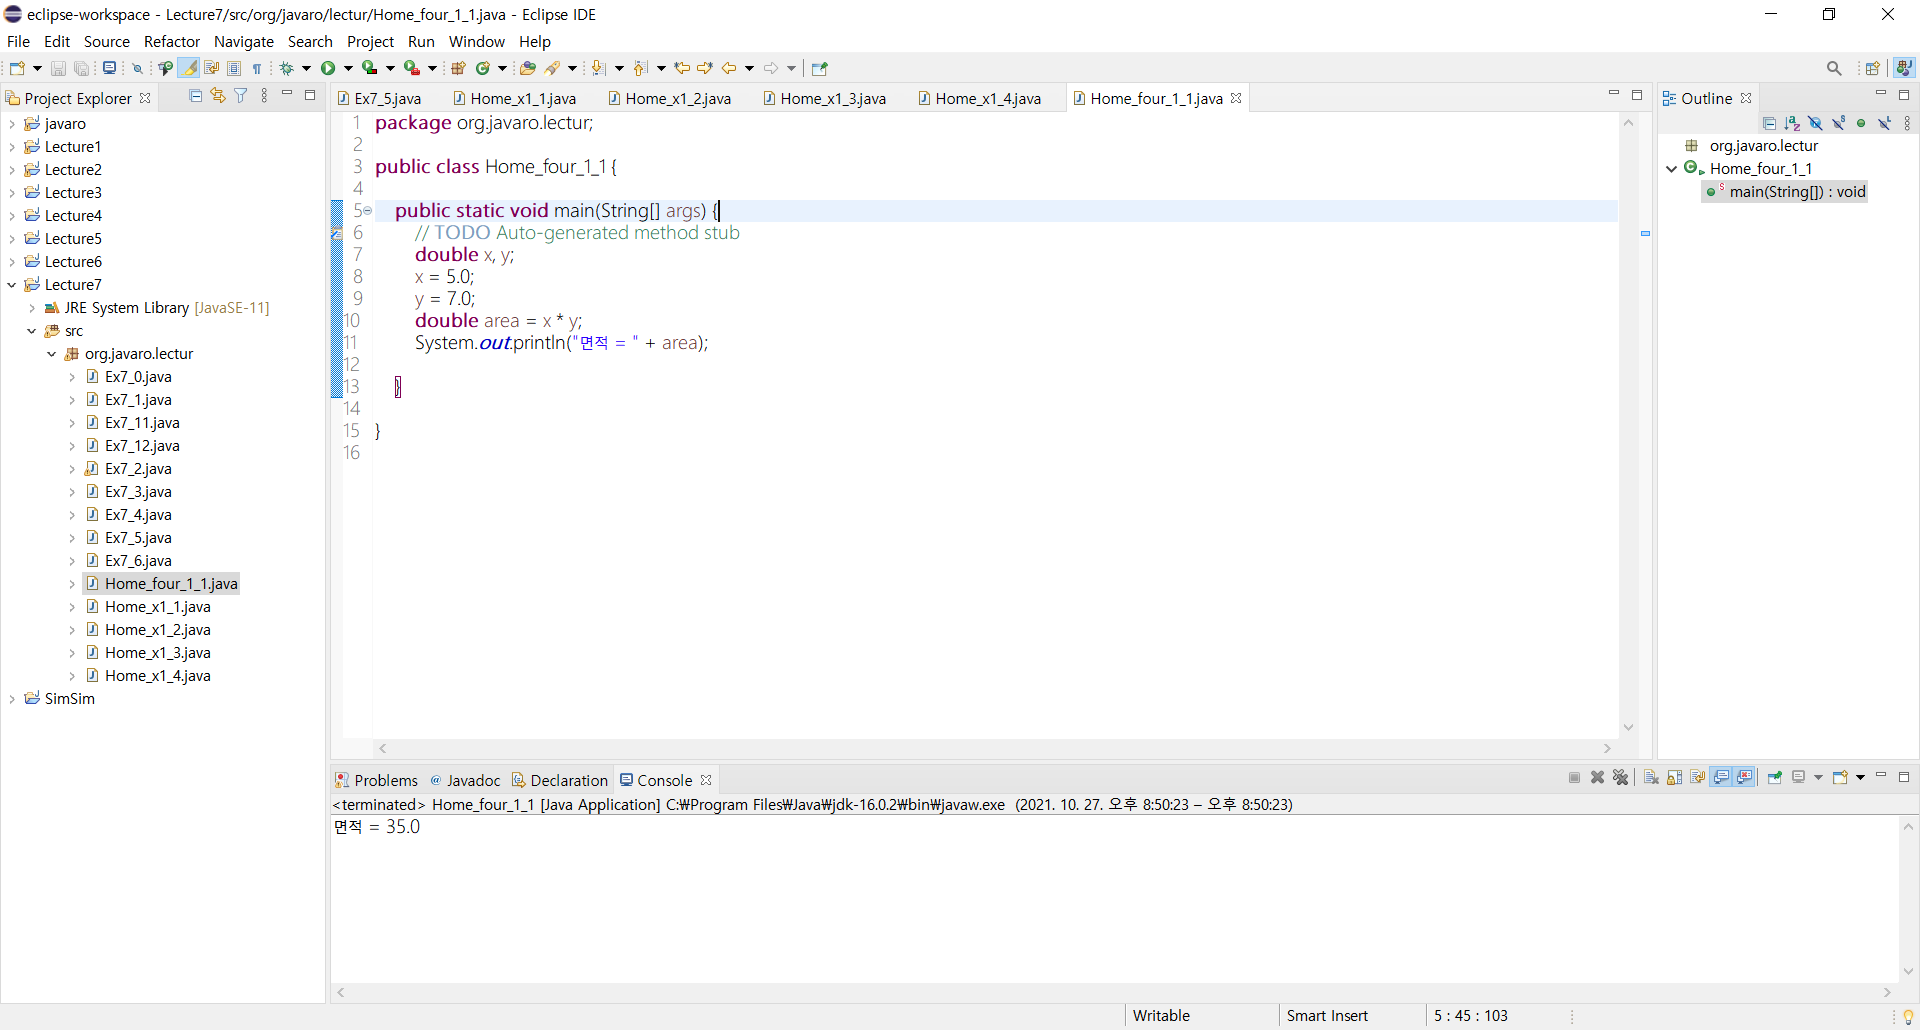 eclipse-workspace - Lecture7/src/org/javaro/lectur/Home_four_1_1.java - Eclipse IDE
File Edit Source Refactor Navigate Search Project Run Window Help
Project Explorer
javaro
Lecture1
Lecture2
Lecture3
Lecture4
Lecture5
Lecture6
Lecture7
JRE System Library [JavaSE-11]
src
org.javaro.lectur
Ex7_0.java
Ex7_1.java
Ex7_11.java
Ex7_12.java
Ex7_2.java
Ex7_3.java
Ex7_4.java
Ex7_5.java
Ex7_6.java
Home_four_1_1.java
Home_x1_1.java
Home_x1_2.java
Home_x1_3.java
Home_x1_4.java
SimSim
Ex7_5.java Home_x1_1.java Home_x1_2.java Home_x1_3.java Home_x1_4.java Home_four_1_1.java
1 package org.javaro.lectur;
2
3 public class Home_four_1_1 {
4
5 public static void main(String[] args) {
6 // TODO Auto-generated method stub
7 double x, y;
8 x = 5.0;
9 y = 7.0;
10 double area = x * y;
11 System.out.println("면적 = " + area);
12
13 }
14
15 }
16
Outline
org.javaro.lectur
Home_four_1_1
main(String[]) : void
Problems @ Javadoc Declaration Console
<terminated> Home_four_1_1 [Java Application] C:₩Program Files₩Java₩jdk-16.0.2₩bin₩javaw.exe (2021. 10. 27. 오후 8:50:23 – 오후 8:50:23)
면적 = 35.0
Writable Smart Insert 5 : 45 : 103